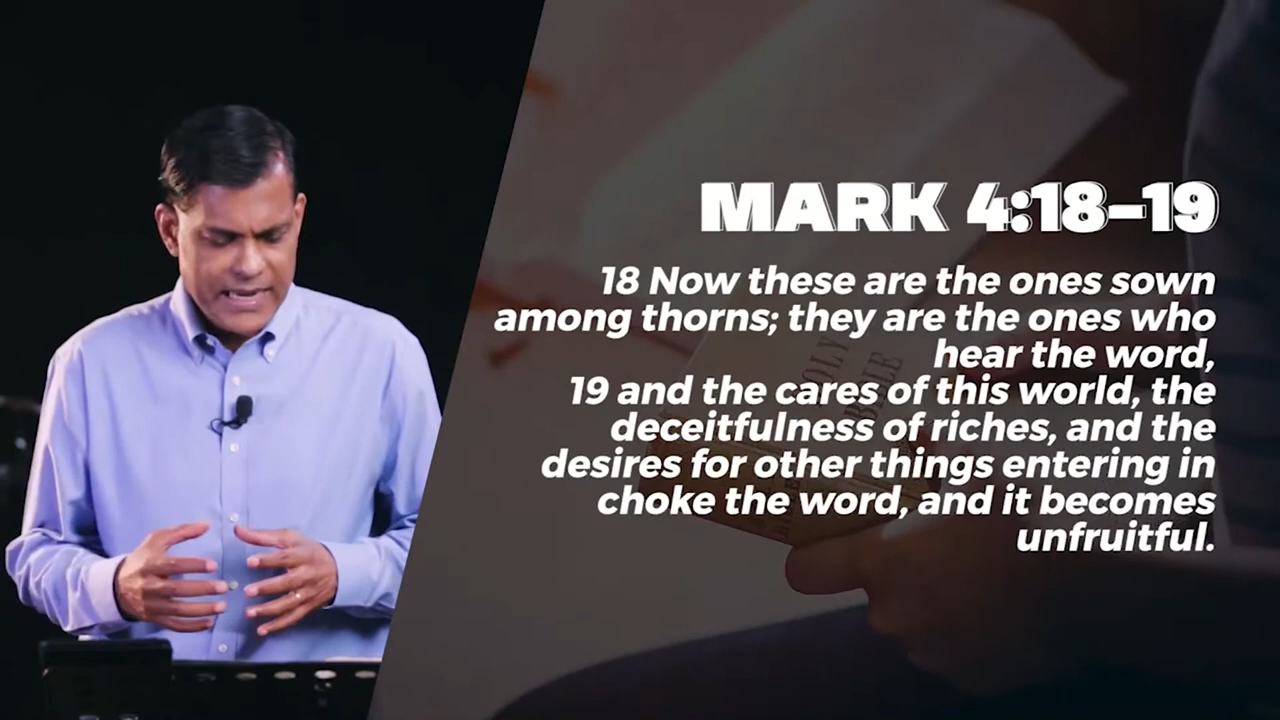 MARK 4:18-19
18 Now these are the ones sown
among thorns; they are the ones who
hear the word,
19 and the cares of this world, the
deceitfulness of riches, and the
desires for other things entering in
choke the word, and it becomes
unfruitful.
HOLY
BIBLE